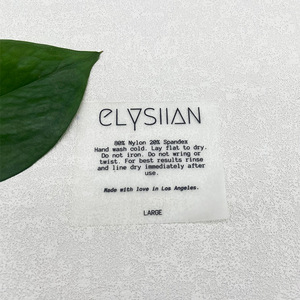 ELYSIIAN
80% Nylon 20% Spandex
Hand wash cold. Lay flat to dry.
Do not iron. Do not wring or
twist. For best results rinse
and line dry immediately after
use.
Made with love in Los Angeles.
LARGE